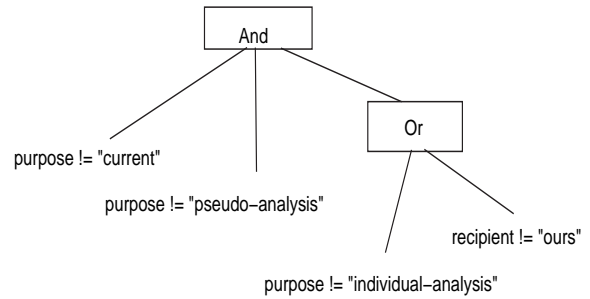 And
Or
purpose != "current"
purpose != "pseudo−analysis"
recipient != "ours"
purpose != "individual−analysis"